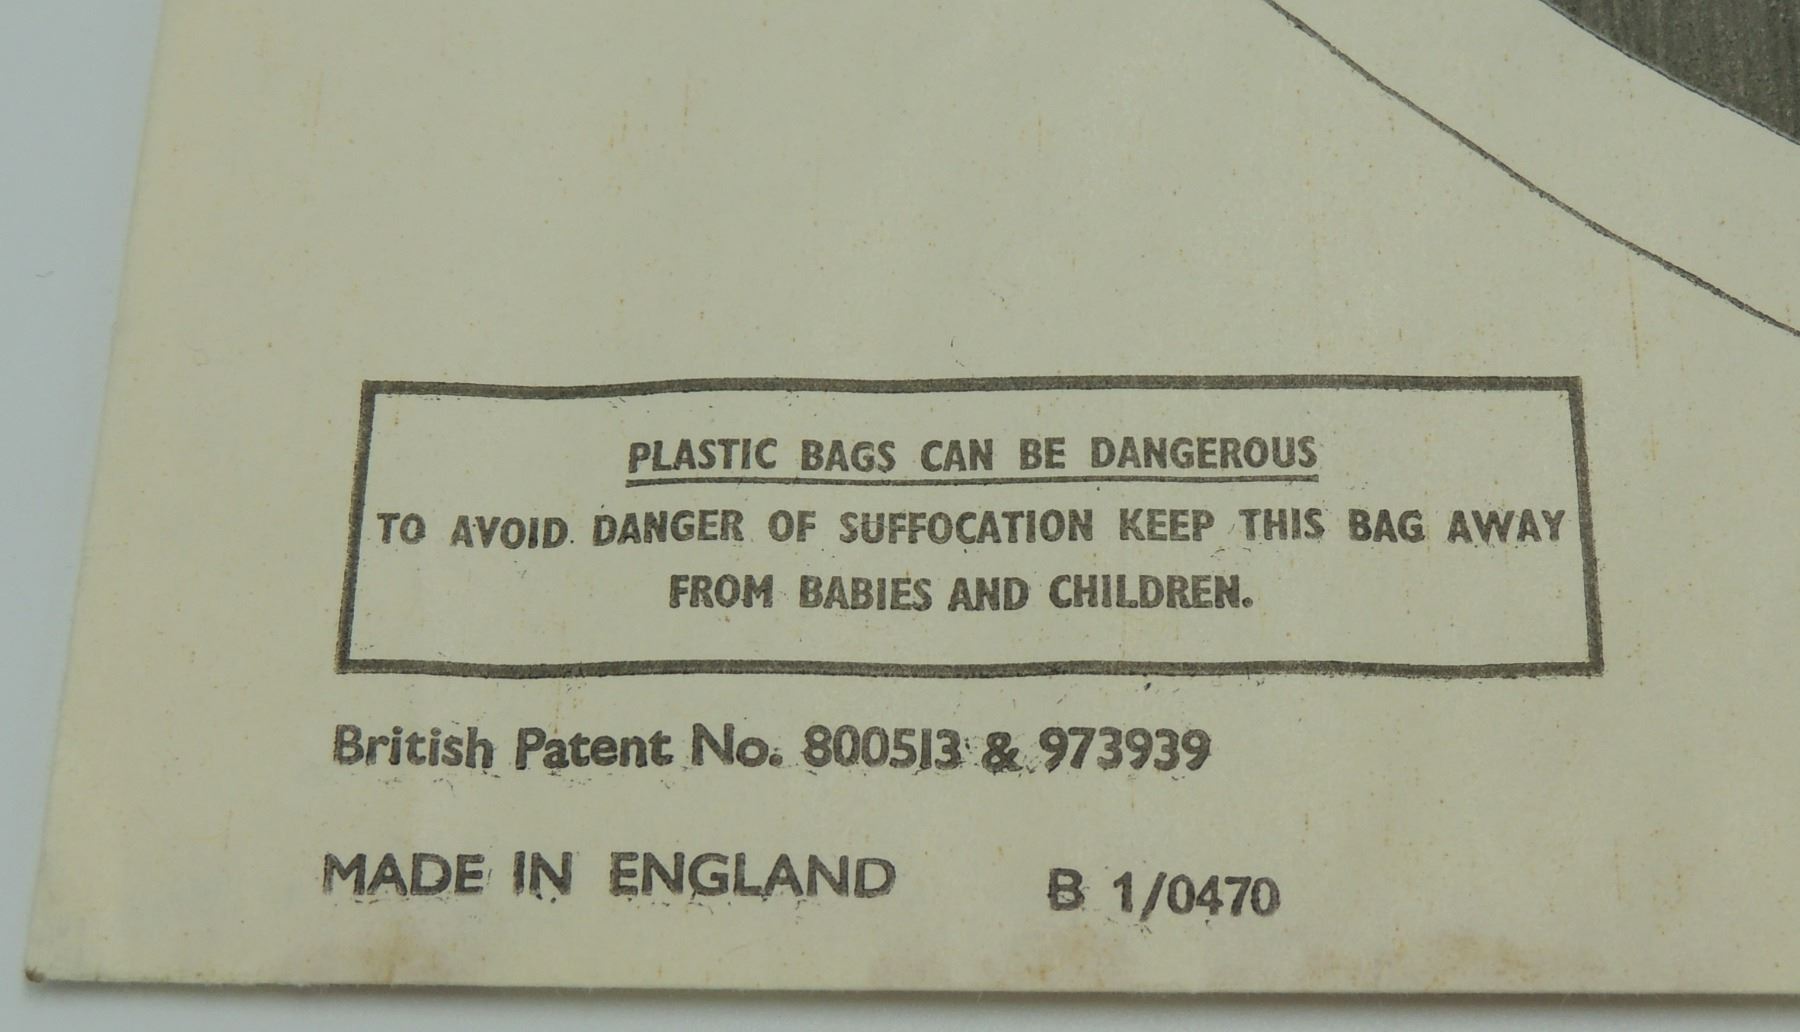 PLASTIC BAGS CAN BE DANGEROUS
TO AVOID DANGER OF SUFFOCATION KEEP THIS BAG AWAY
FROM BABIES AND CHILDREN.
British Patent No. 800513 & 973939
MADE IN ENGLAND B 1/0470